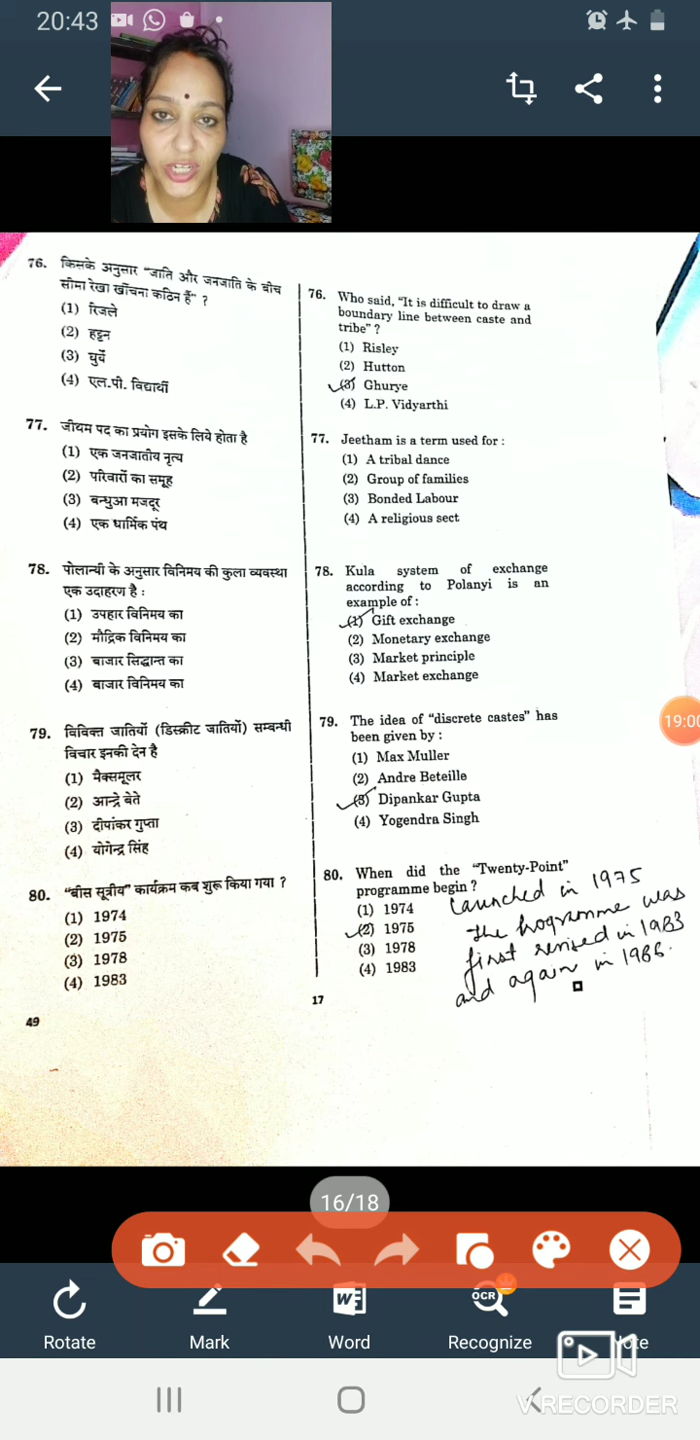 20:43
76. किसके अनुसार "जाति और जनजाति के बीच
सीमा रेखा खींचना कठिन हैं" ?
(1) रिजले
(2) हट्टन
(3) घुर्ये
(4) एल.पी. विद्यार्थी
77. जीथम पद का प्रयोग इसके लिये होता है
(1) एक जनजातीय नृत्य
(2) परिवारों का समूह
(3) बन्धुआ मजदूर
(4) एक धार्मिक पंथ
78. पोलान्यी के अनुसार विनिमय की कुला व्यवस्था
एक उदाहरण है :
(1) उपहार विनिमय का
(2) मौद्रिक विनिमय का
(3) बाजार सिद्धान्त का
(4) बाजार विनिमय का
79. विविक्त जातियों (डिस्क्रीट जातियों) सम्बन्धी
विचार इनकी देन है
(1) मैक्समूलर
(2) आन्द्रे बेते
(3) दीपांकर गुप्ता
(4) योगेन्द्र सिंह
80. "बीस सूत्रीय" कार्यक्रम कब शुरू किया गया ?
(1) 1974
(2) 1975
(3) 1978
(4) 1983
49
76. Who said, "It is difficult to draw a
boundary line between caste and
tribe" ?
(1) Risley
(2) Hutton
(3) Ghurye
(4) L.P. Vidyarthi
77. Jeetham is a term used for :
(1) A tribal dance
(2) Group of families
(3) Bonded Labour
(4) A religious sect
78. Kula system of exchange
according to Polanyi is an
example of :
(1) Gift exchange
(2) Monetary exchange
(3) Market principle
(4) Market exchange
79. The idea of "discrete castes" has
been given by :
(1) Max Muller
(2) Andre Beteille
(3) Dipankar Gupta
(4) Yogendra Singh
80. When did the "Twenty-Point"
programme begin ?
(1) 1974
(2) 1975
(3) 1978
(4) 1983
Launched in 1975
The programme was
first revised in 1983
and again in 1986.
17
19:00
16/18
W
OCR
Rotate
Mark
Word
Recognize
Note
V RECORDER